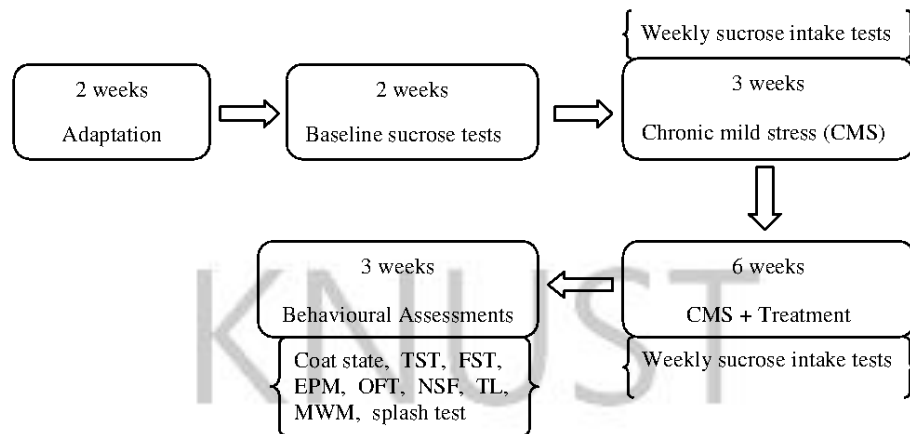 Weekly sucrose intake tests
2 weeks
Adaptation
2 weeks
Baseline sucrose tests
3 weeks
Chronic mild stress (CMS)
3 weeks
Behavioural Assessments
Coat state, TST, FST,
EPM, OFT, NSF, TL,
MWM, splash test
6 weeks
CMS + Treatment
Weekly sucrose intake tests
KNUST